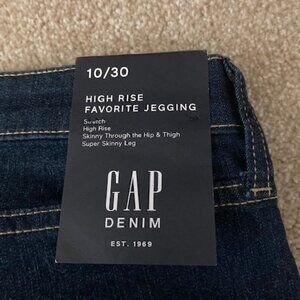 10/30
HIGH RISE
FAVORITE JEGGING
Stretch
High Rise
Skinny Through the Hip & Thigh
Super Skinny Leg
GAP
DENIM
EST. 1969